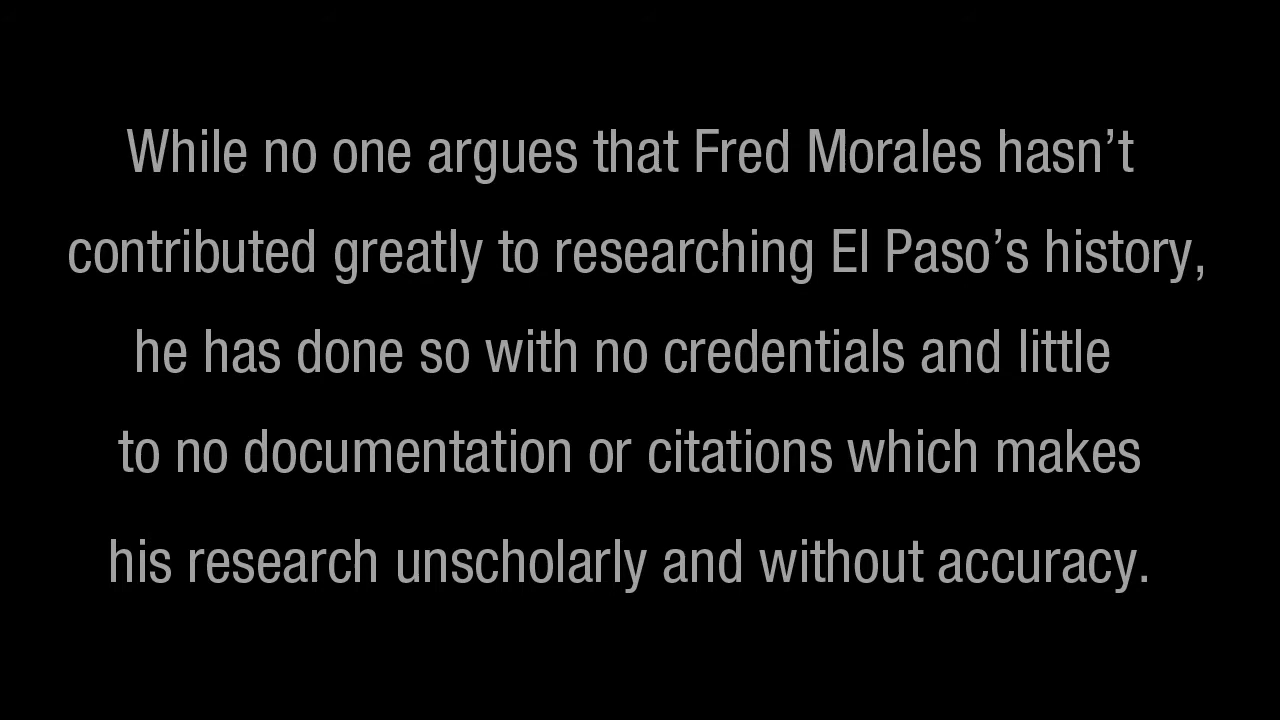 While no one argues that Fred Morales hasn’t
contributed greatly to researching El Paso’s history,
he has done so with no credentials and little
to no documentation or citations which makes
his research unscholarly and without accuracy.